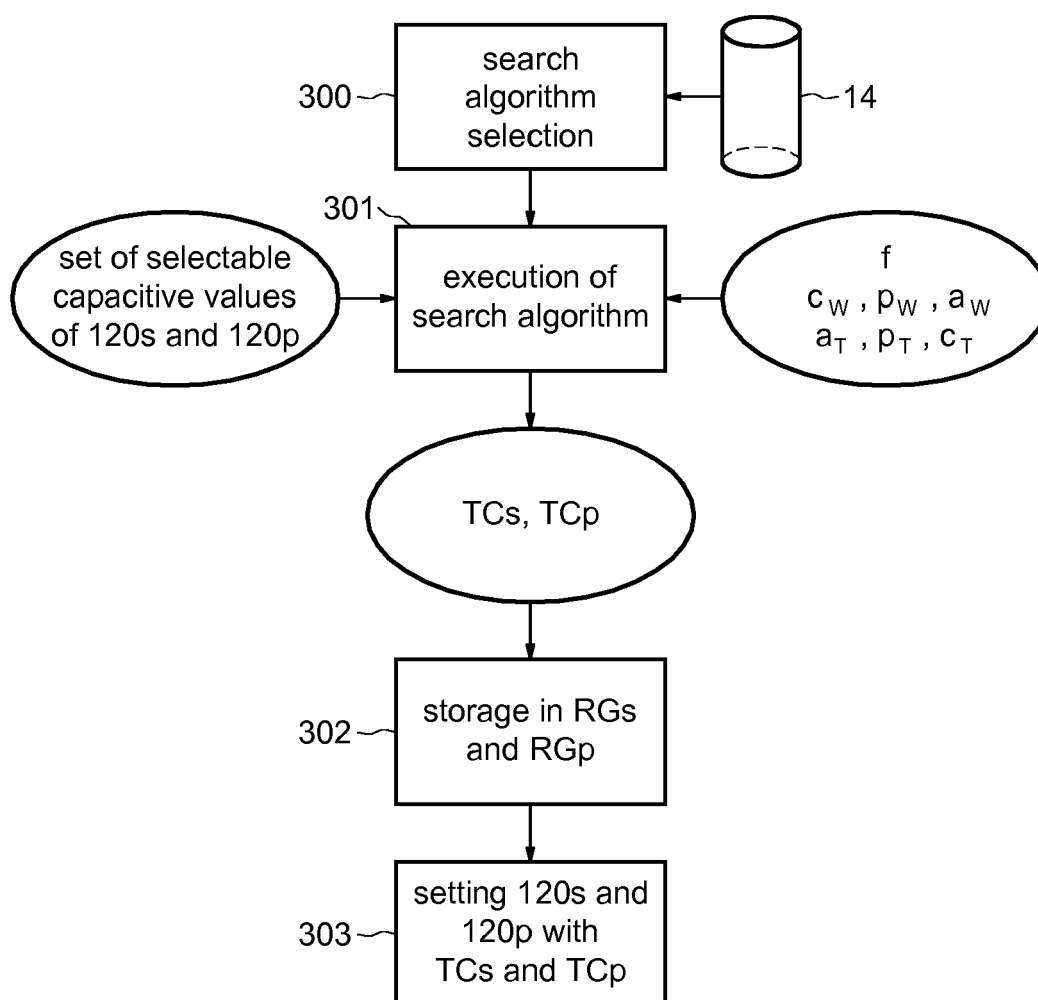 search
algorithm
selection
300
14
301
set of selectable
capacitive values
of 120s and 120p
execution of
search algorithm
f
c_W , p_W , a_W
a_T , p_T , c_T
TCs, TCp
302
storage in RGs
and RGp
303
setting 120s and
120p with
TCs and TCp